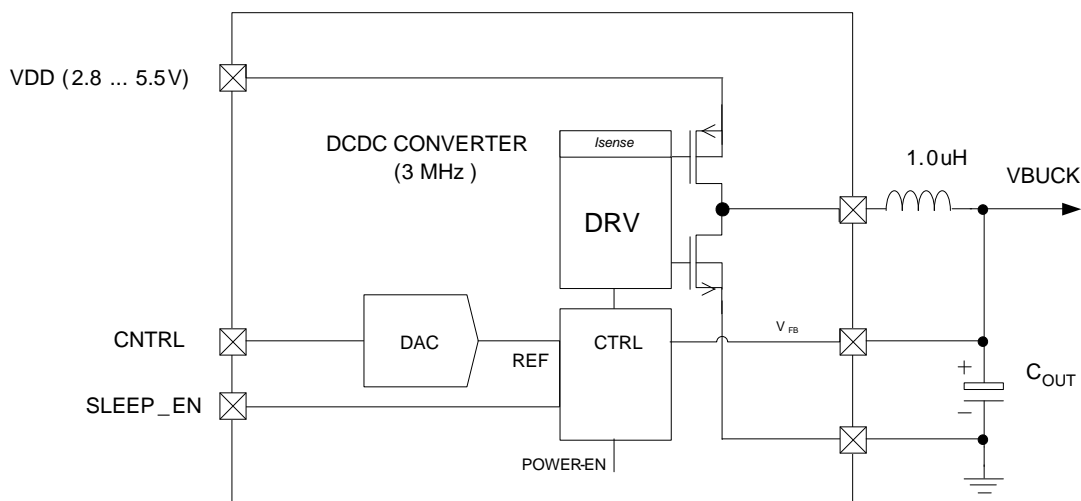 VDD (2.8 ... 5.5V)
DCDC CONVERTER
(3 MHz )
Isense
DRV
1.0uH
VBUCK
CNTRL
DAC
REF
CTRL
V FB
SLEEP_EN
+
−
COUT
POWER-EN